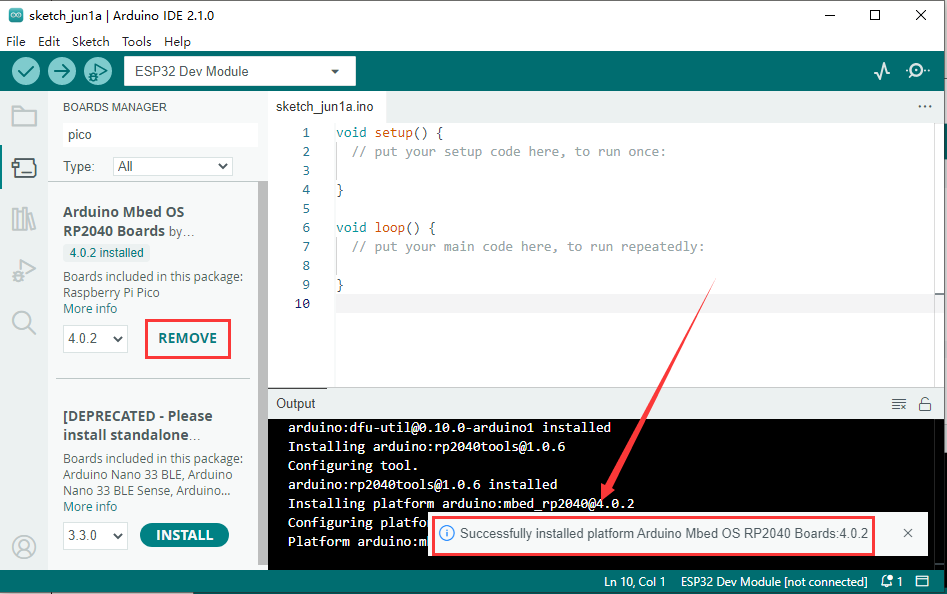 sketch_jun1a | Arduino IDE 2.1.0
File Edit Sketch Tools Help
ESP32 Dev Module
BOARDS MANAGER
pico
Type: All
Arduino Mbed OS
RP2040 Boards by...
4.0.2 installed
Boards included in this package:
Raspberry Pi Pico
More info
4.0.2 REMOVE
[DEPRECATED - Please
install standalone...
Boards included in this package:
Arduino Nano 33 BLE, Arduino
Nano 33 BLE Sense, Arduino...
More info
3.3.0 INSTALL
sketch_jun1a.ino
1 void setup() {
2 // put your setup code here, to run once:
3
4 }
5
6 void loop() {
7 // put your main code here, to run repeatedly:
8
9 }
10
Output
arduino:dfu-util@0.10.0-arduino1 installed
Installing arduino:rp2040tools@1.0.6
Configuring tool.
arduino:rp2040tools@1.0.6 installed
Installing platform arduino:mbed_rp2040@4.0.2
Configuring
Platform
Successfully installed platform Arduino Mbed OS RP2040 Boards:4.0.2
Ln 10, Col 1 ESP32 Dev Module [not connected] 1